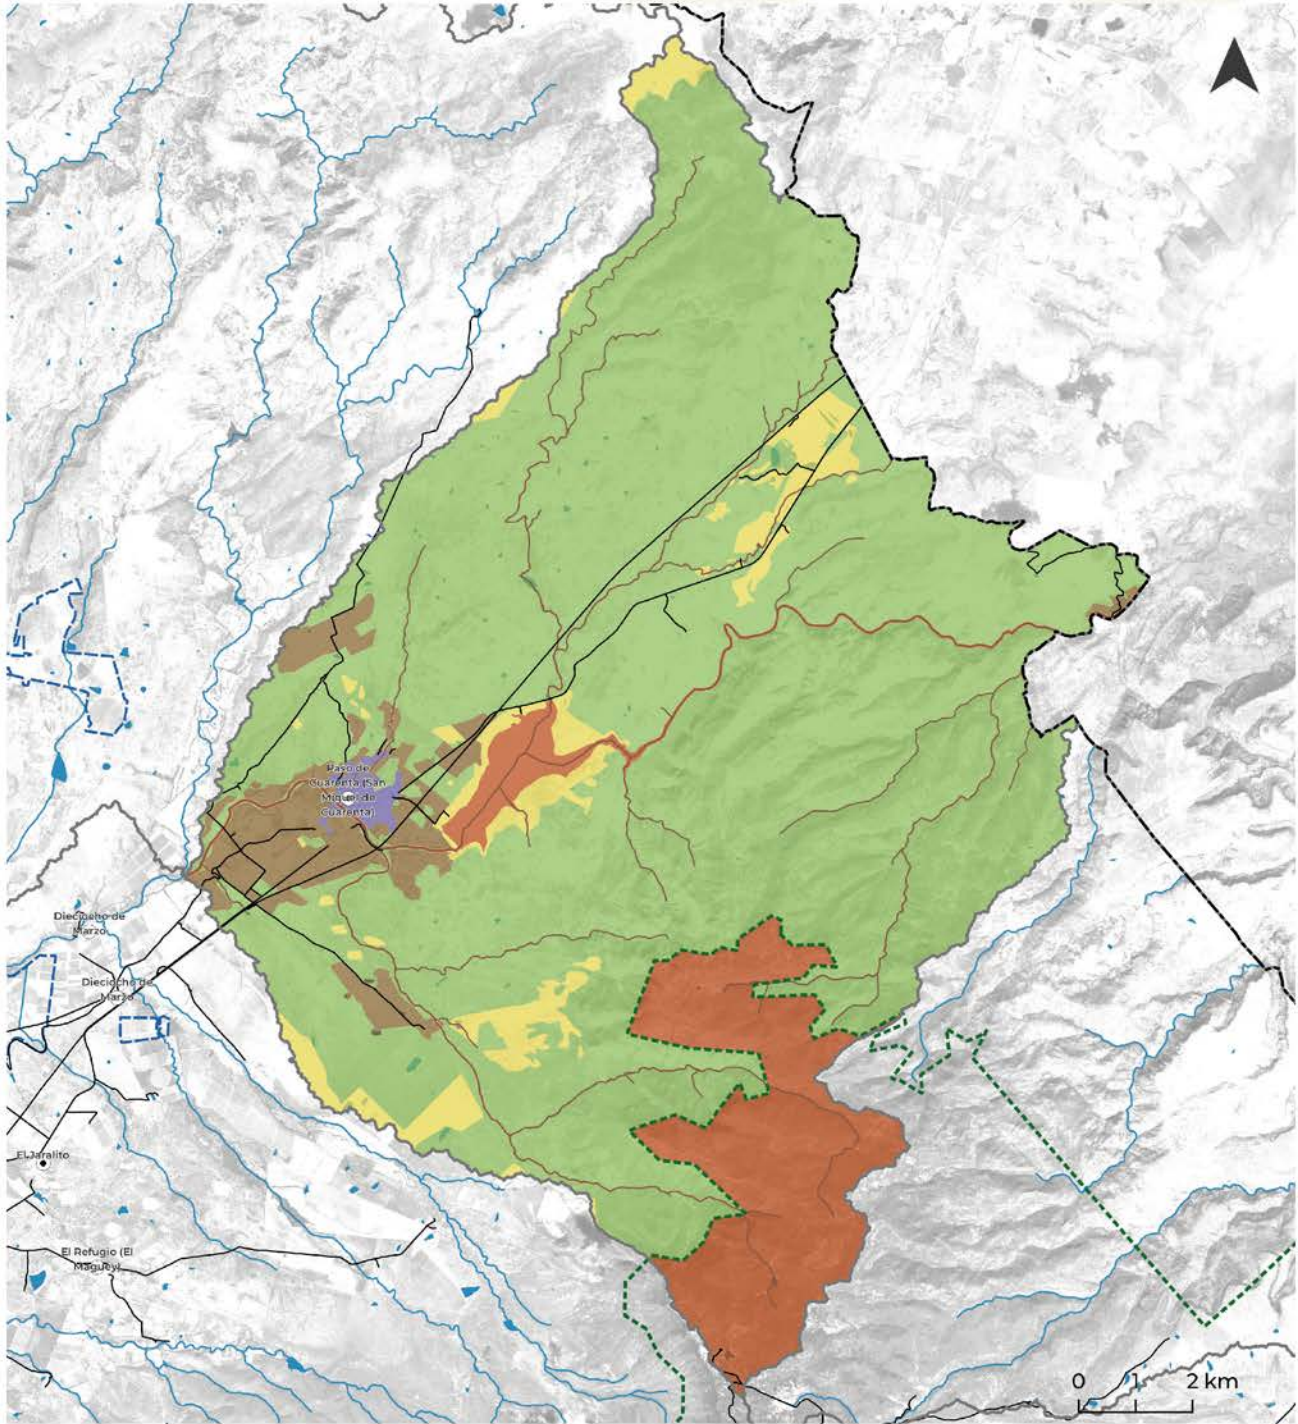 Paso de
Cuarenta (San
Miguel de
Cuarenta)
Dieciocho de
Marzo
Dieciocho de
Marzo
El Jaralito
El Refugio (El
Maguey)
0 1 2 km